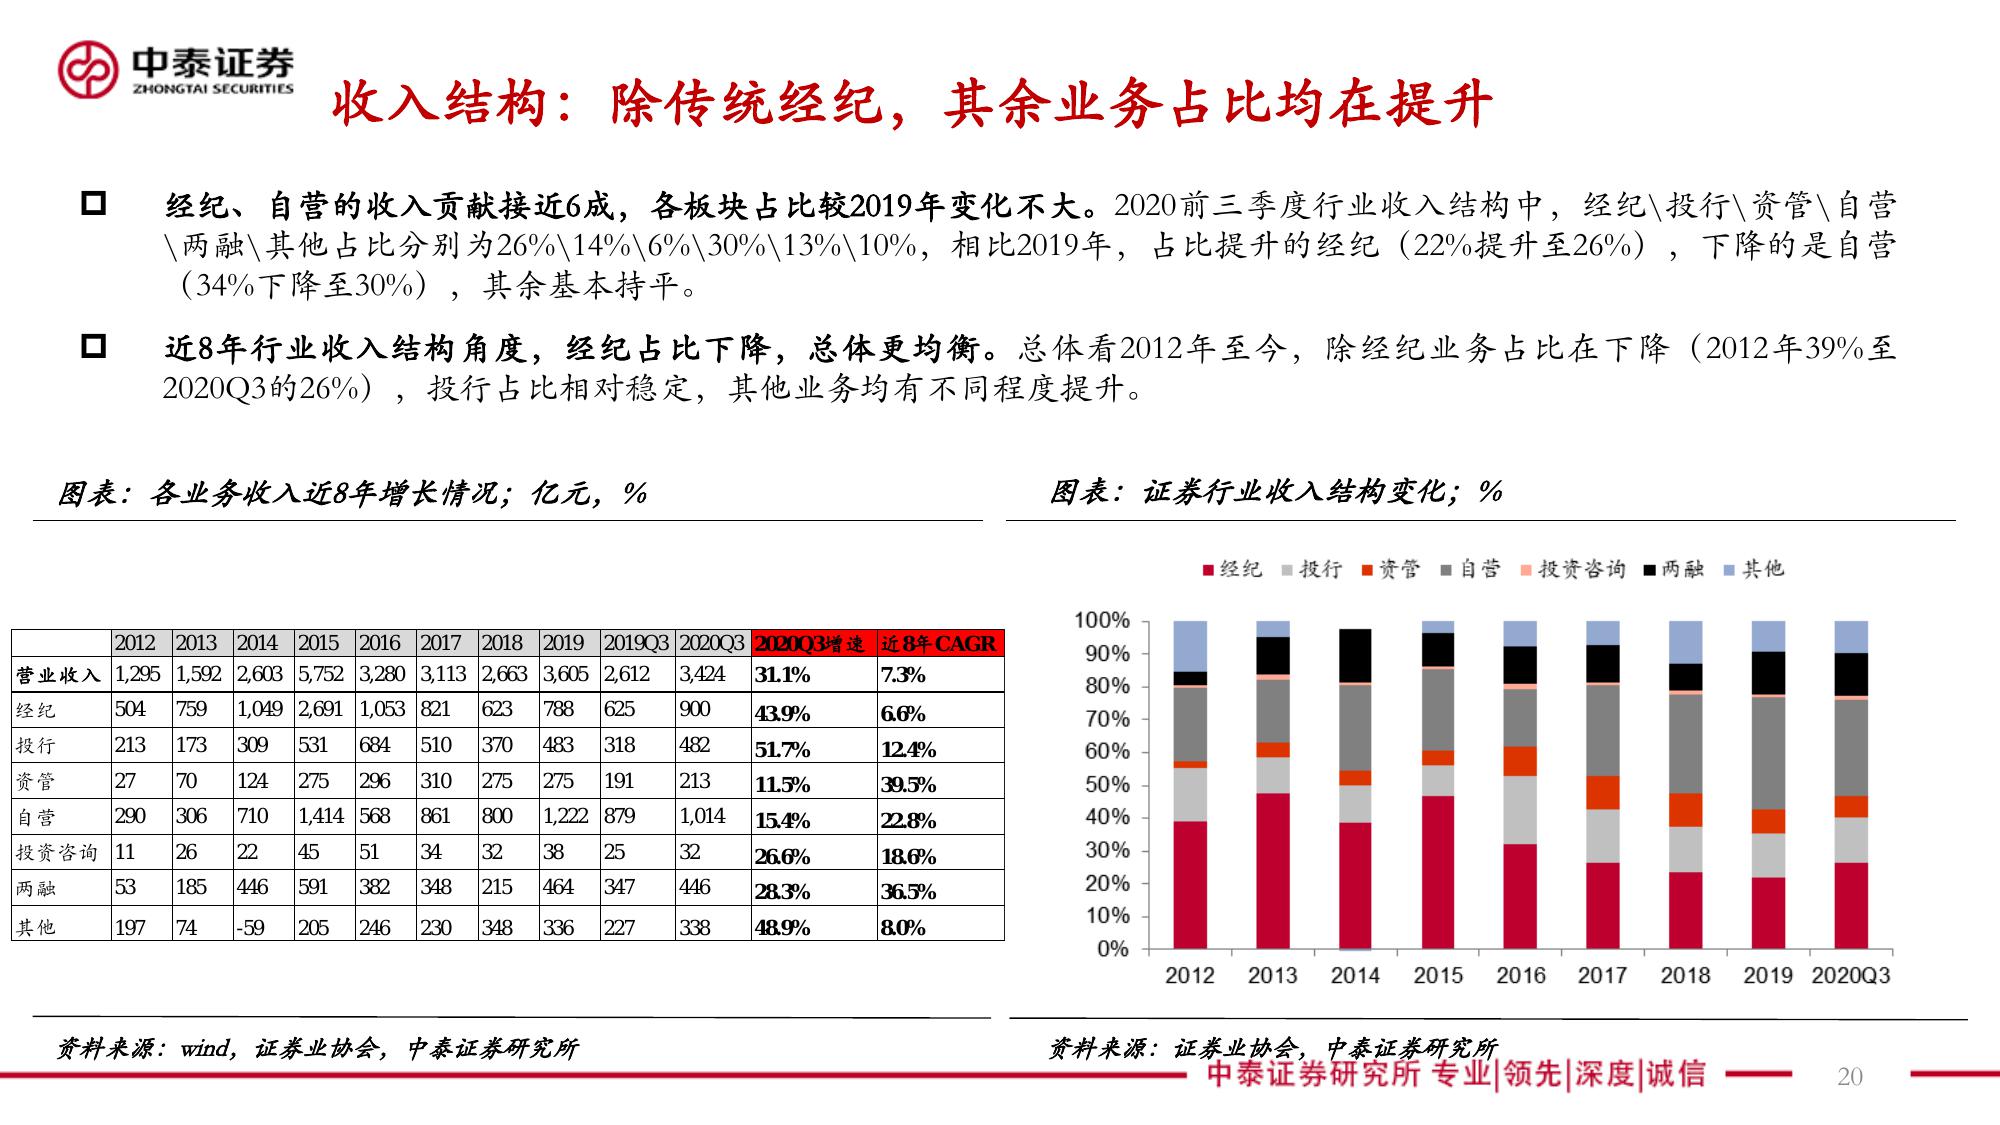 中泰证券
ZHONGTAI SECURITIES
收入结构：除传统经纪，其余业务占比均在提升
经纪、自营的收入贡献接近6成，各板块占比较2019年变化不大。2020前三季度行业收入结构中，经纪\投行\资管\自营
\两融\其他占比分别为26%\14%\6%\30%\13%\10%，相比2019年，占比提升的经纪（22%提升至26%），下降的是自营
（34%下降至30%），其余基本持平。
近8年行业收入结构角度，经纪占比下降，总体更均衡。总体看2012年至今，除经纪业务占比在下降（2012年39%至
2020Q3的26%），投行占比相对稳定，其他业务均有不同程度提升。
图表：各业务收入近8年增长情况；亿元，%
2012 2013 2014 2015 2016 2017 2018 2019 2019Q3 2020Q3 2020Q3增速 近8年CAGR
营业收入 1,295 1,592 2,603 5,752 3,280 3,113 2,663 3,605 2,612 3,424 31.1% 7.3%
经纪 504 759 1,049 2,691 1,053 821 623 788 625 900 43.9% 6.6%
投行 213 173 309 531 684 510 370 483 318 482 51.7% 12.4%
资管 27 70 124 275 296 310 275 275 191 213 11.5% 39.5%
自营 290 306 710 1,414 568 861 800 1,222 879 1,014 15.4% 22.8%
投资咨询 11 26 22 45 51 34 32 38 25 32 26.6% 18.6%
两融 53 185 446 591 382 348 215 464 347 446 28.3% 36.5%
其他 197 74 -59 205 246 230 348 336 227 338 48.9% 8.0%
资料来源：wind，证券业协会，中泰证券研究所
图表：证券行业收入结构变化；%
经纪 投行 资管 自营 投资咨询 两融 其他
100%
90%
80%
70%
60%
50%
40%
30%
20%
10%
0%
2012 2013 2014 2015 2016 2017 2018 2019 2020Q3
资料来源：证券业协会，中泰证券研究所
中泰证券研究所 专业|领先|深度|诚信
20